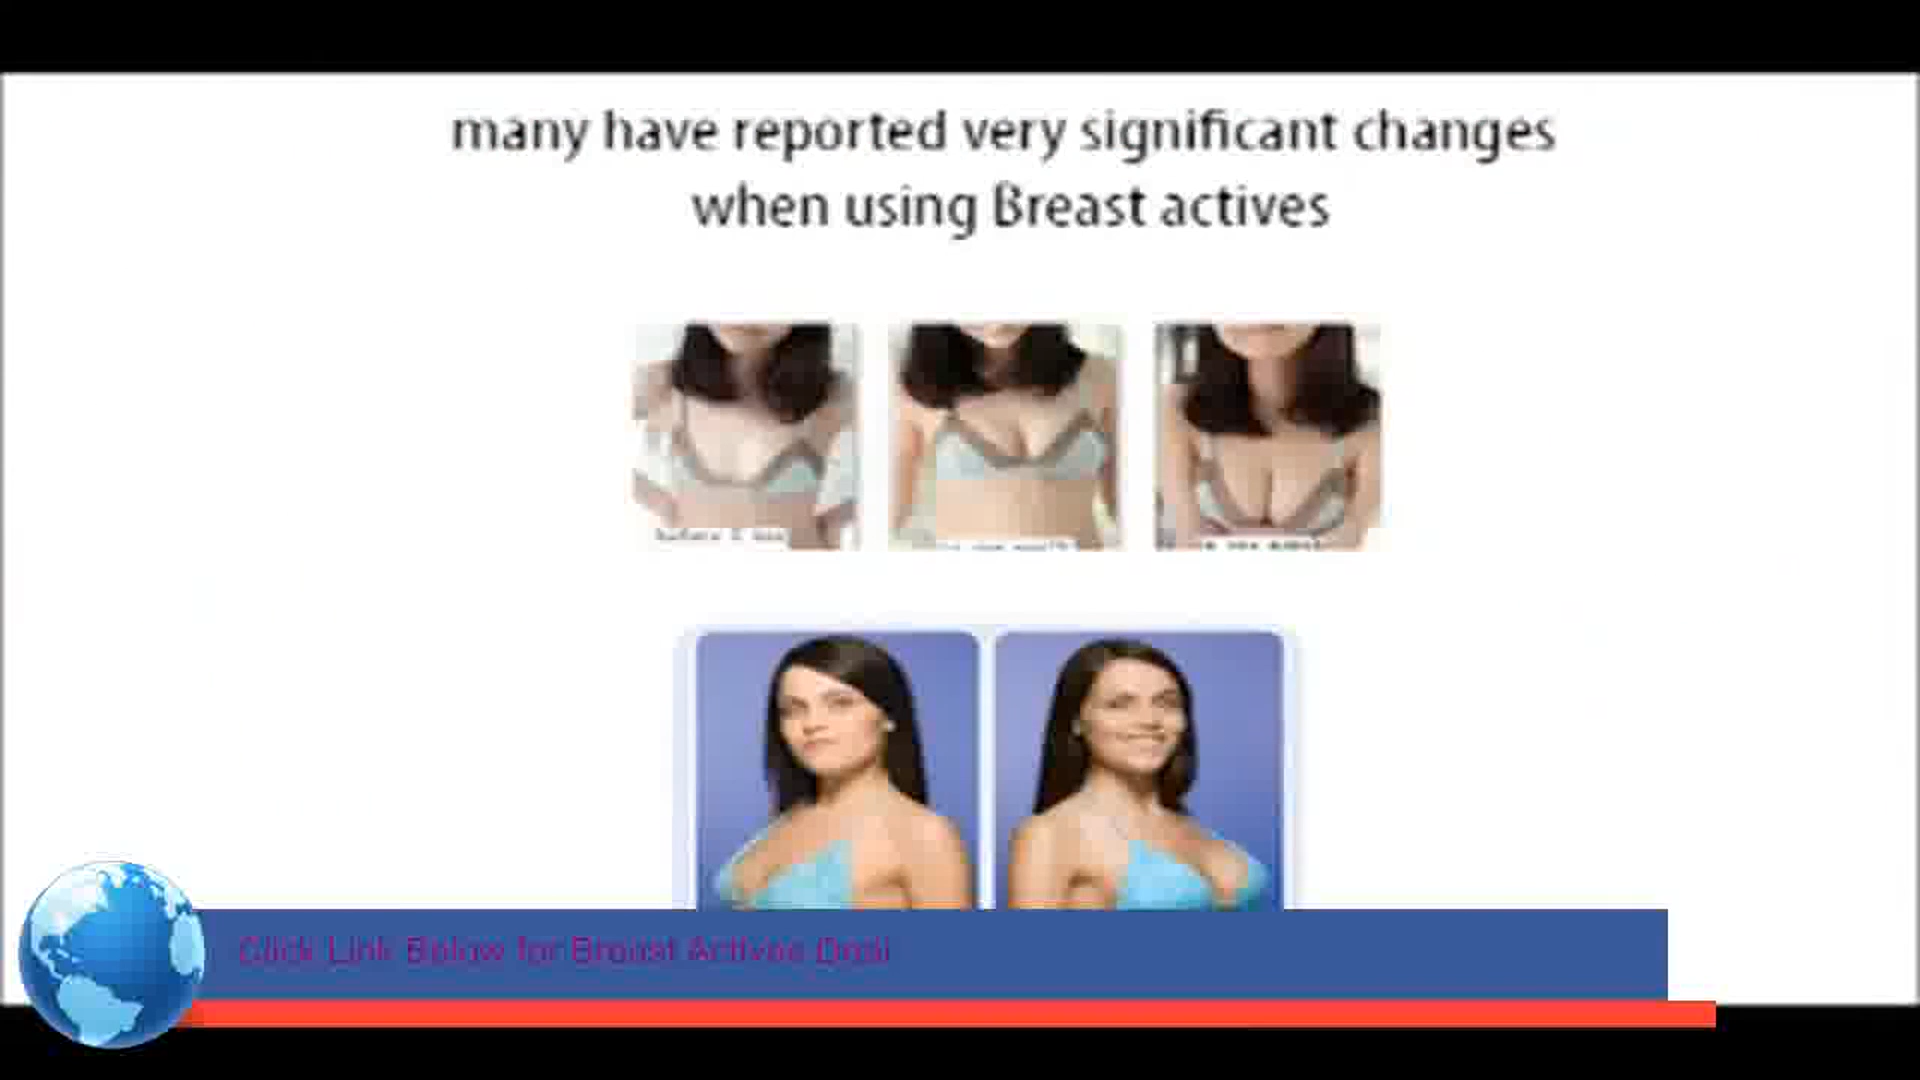 many have reported very significant changes
when using Breast actives
Click Link Below for Breast Actives Deal